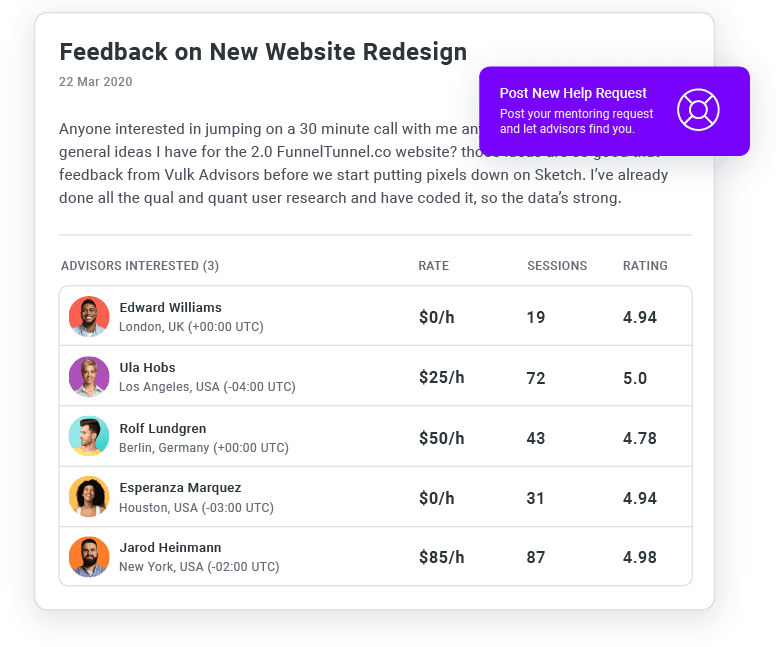 Feedback on New Website Redesign
22 Mar 2020
Post New Help Request
Post your mentoring request
and let advisors find you.
Anyone interested in jumping on a 30 minute call with me
general ideas I have for the 2.0 FunnelTunnel.co website?
feedback from Vulk Advisors before we start putting pixels down on Sketch. I’ve already
done all the qual and quant user research and have coded it, so the data’s strong.
ADVISORS INTERESTED (3) RATE SESSIONS RATING
Edward Williams
London, UK (+00:00 UTC)
$0/h 19 4.94
Ula Hobs
Los Angeles, USA (-04:00 UTC)
$25/h 72 5.0
Rolf Lundgren
Berlin, Germany (+00:00 UTC)
$50/h 43 4.78
Esperanza Marquez
Houston, USA (-03:00 UTC)
$0/h 31 4.94
Jarod Heinmann
New York, USA (-02:00 UTC)
$85/h 87 4.98